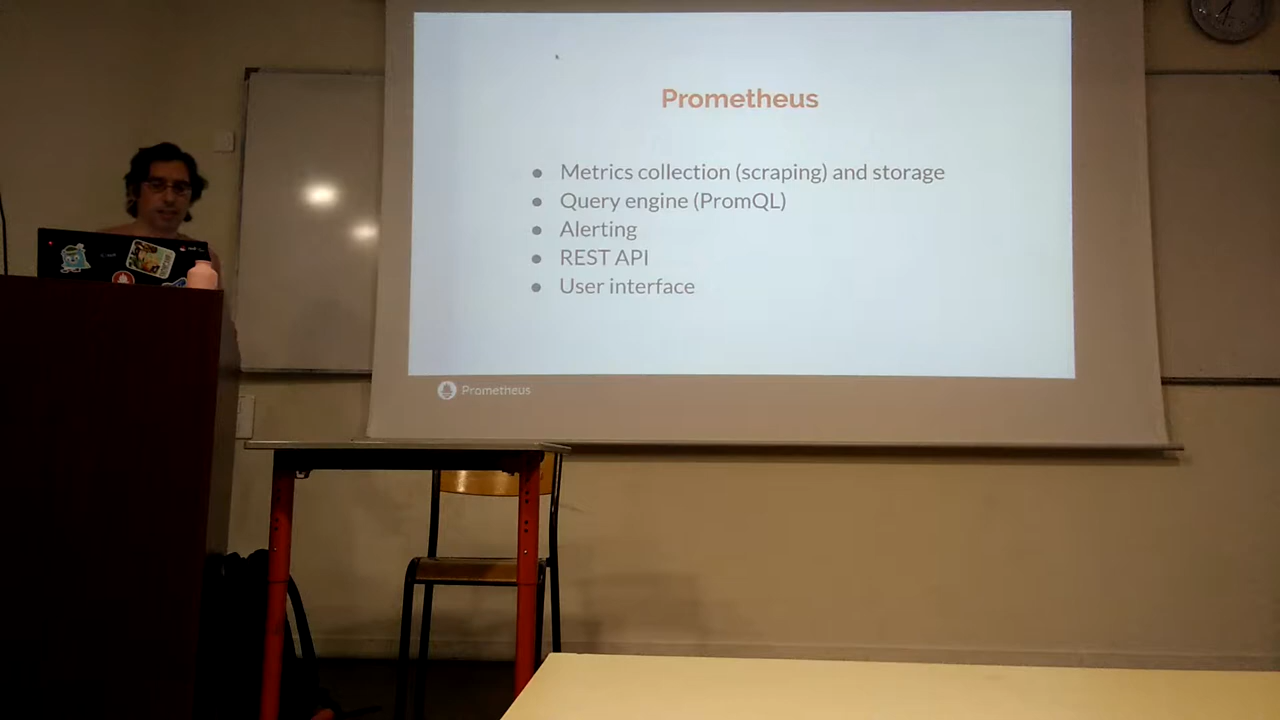 Prometheus
Metrics collection (scraping) and storage
Query engine (PromQL)
Alerting
REST API
User interface
Prometheus